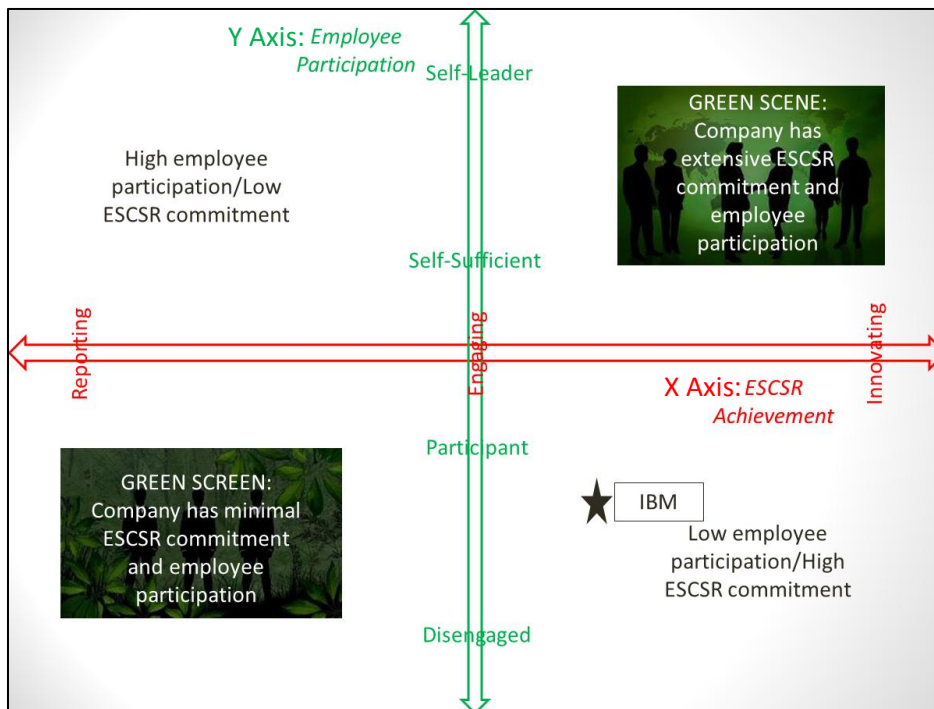 Y Axis: Employee
Participation
Self-Leader
GREEN SCENE:
Company has
extensive ESCSR
commitment and
employee
participation
High employee
participation/Low
ESCSR commitment
Self-Sufficient
Reporting
Engaging
Innovating
X Axis: ESCSR
Achievement
Participant
GREEN SCREEN:
Company has minimal
ESCSR commitment
and employee
participation
IBM
Low employee
participation/High
ESCSR commitment
Disengaged